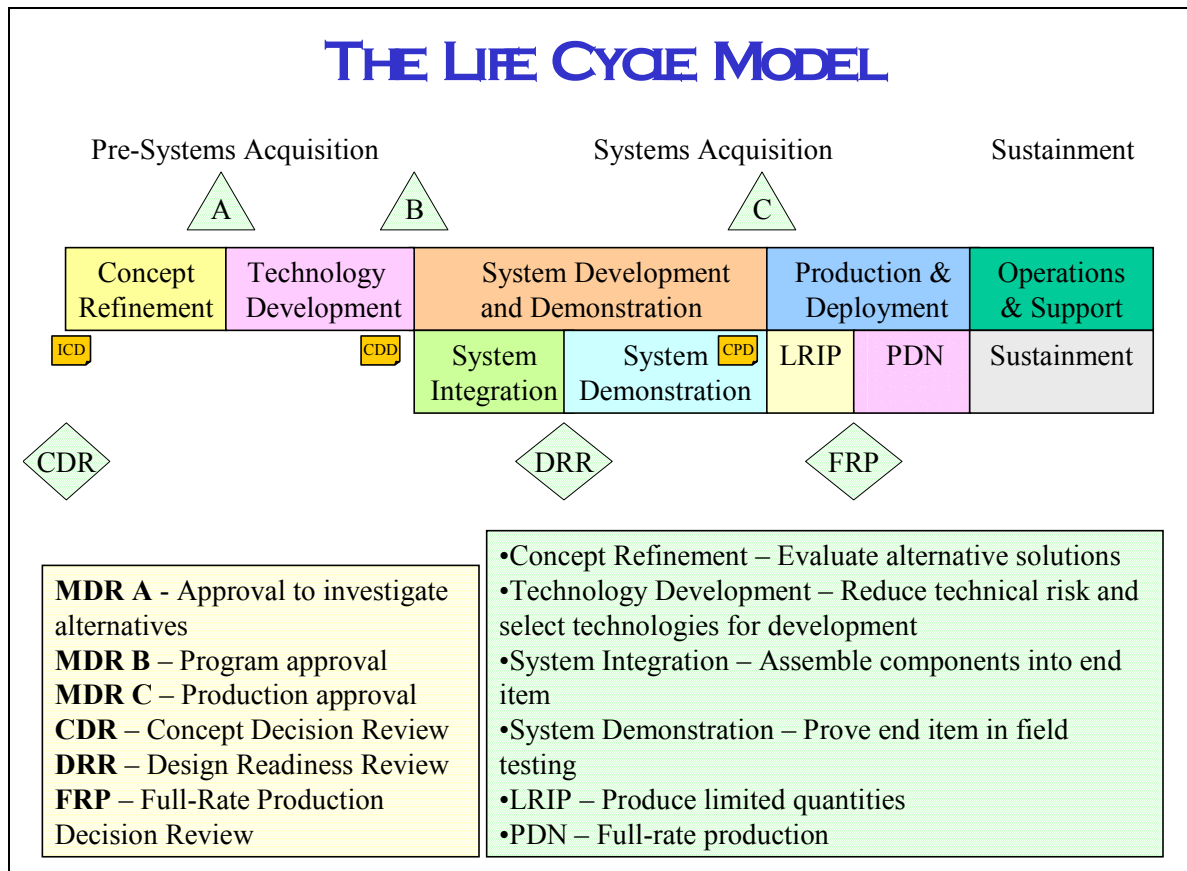 THE LIFE CYCLE MODEL
Pre-Systems Acquisition
Systems Acquisition
Sustainment
A
B
C
Concept
Refinement
Technology
Development
System Development
and Demonstration
Production &
Deployment
Operations
& Support
ICD
CDD
System
Integration
System
Demonstration
CPD
LRIP
PDN
Sustainment
CDR
DRR
FRP
MDR A - Approval to investigate
alternatives
MDR B – Program approval
MDR C – Production approval
CDR – Concept Decision Review
DRR – Design Readiness Review
FRP – Full-Rate Production
Decision Review
•Concept Refinement – Evaluate alternative solutions
•Technology Development – Reduce technical risk and
select technologies for development
•System Integration – Assemble components into end
item
•System Demonstration – Prove end item in field
testing
•LRIP – Produce limited quantities
•PDN – Full-rate production